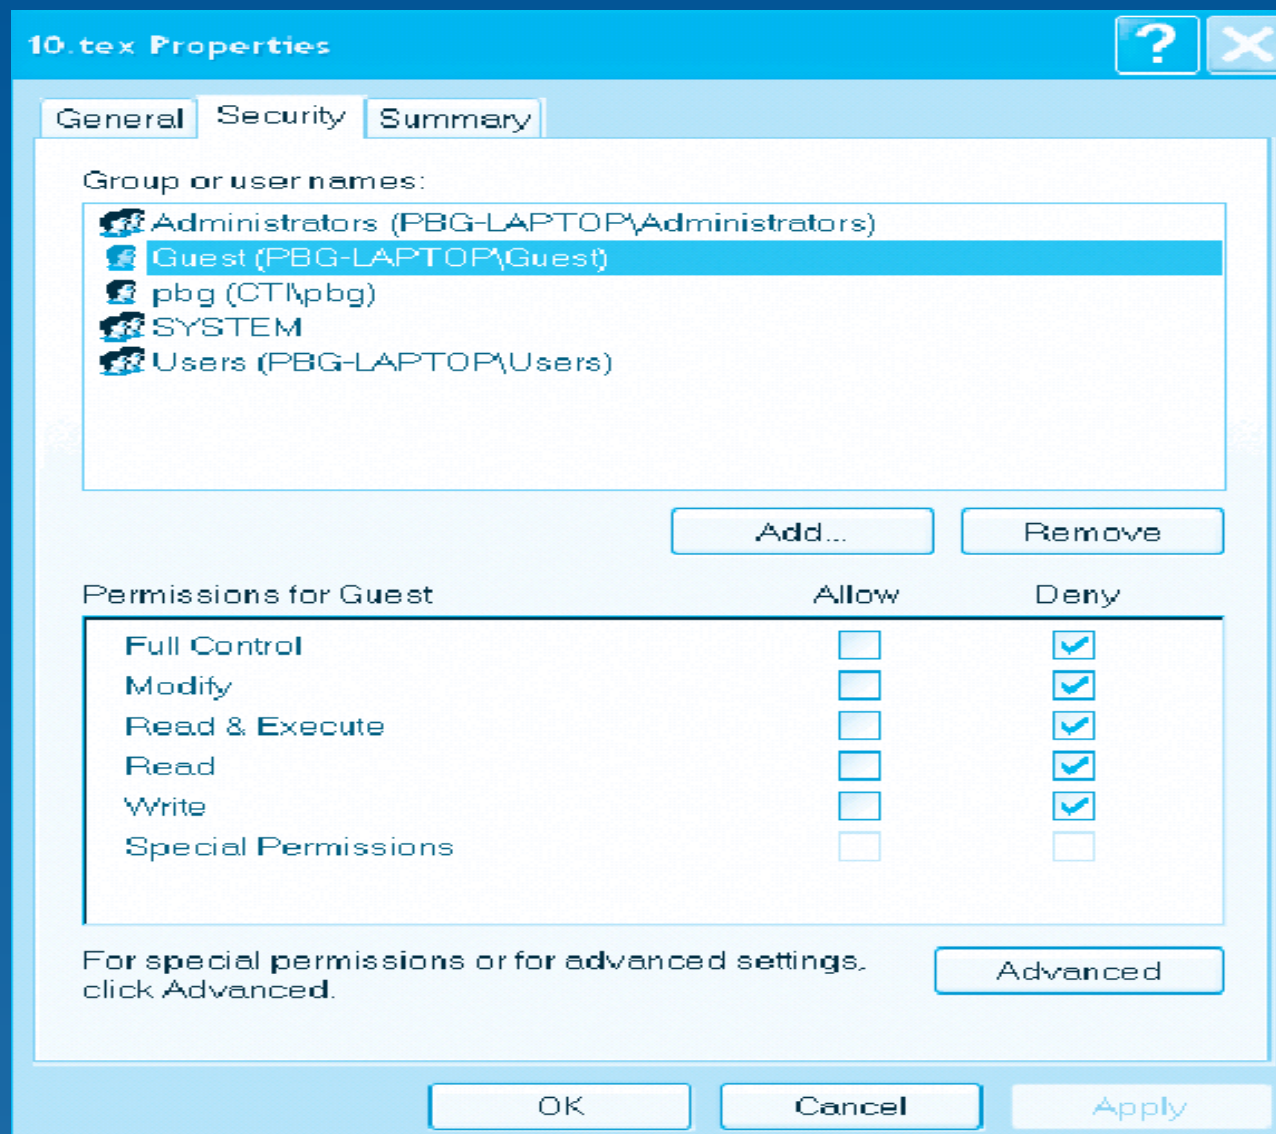 10.tex Properties
General Security Summary
Group or user names:
Administrators (PBG-LAPTOP\Administrators)
Guest (PBG-LAPTOP\Guest)
pbg (CTI\pbg)
SYSTEM
Users (PBG-LAPTOP\Users)
Add... Remove
Permissions for Guest Allow Deny
Full Control
Modify
Read & Execute
Read
Write
Special Permissions
For special permissions or for advanced settings,
click Advanced.
Advanced
OK Cancel Apply